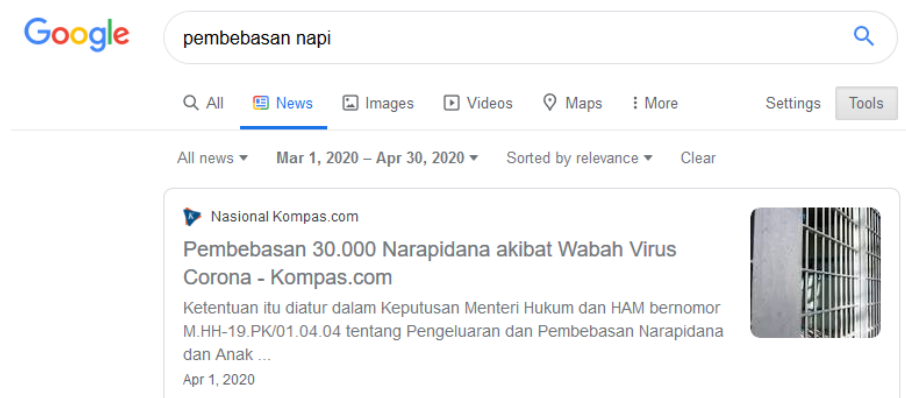 Google
pembebasan napi
All News Images Videos Maps More Settings Tools
All news Mar 1, 2020 – Apr 30, 2020 Sorted by relevance Clear
Nasional Kompas.com
Pembebasan 30.000 Narapidana akibat Wabah Virus
Corona - Kompas.com
Ketentuan itu diatur dalam Keputusan Menteri Hukum dan HAM bernomor
M.HH-19.PK/01.04.04 tentang Pengeluaran dan Pembebasan Narapidana
dan Anak ...
Apr 1, 2020